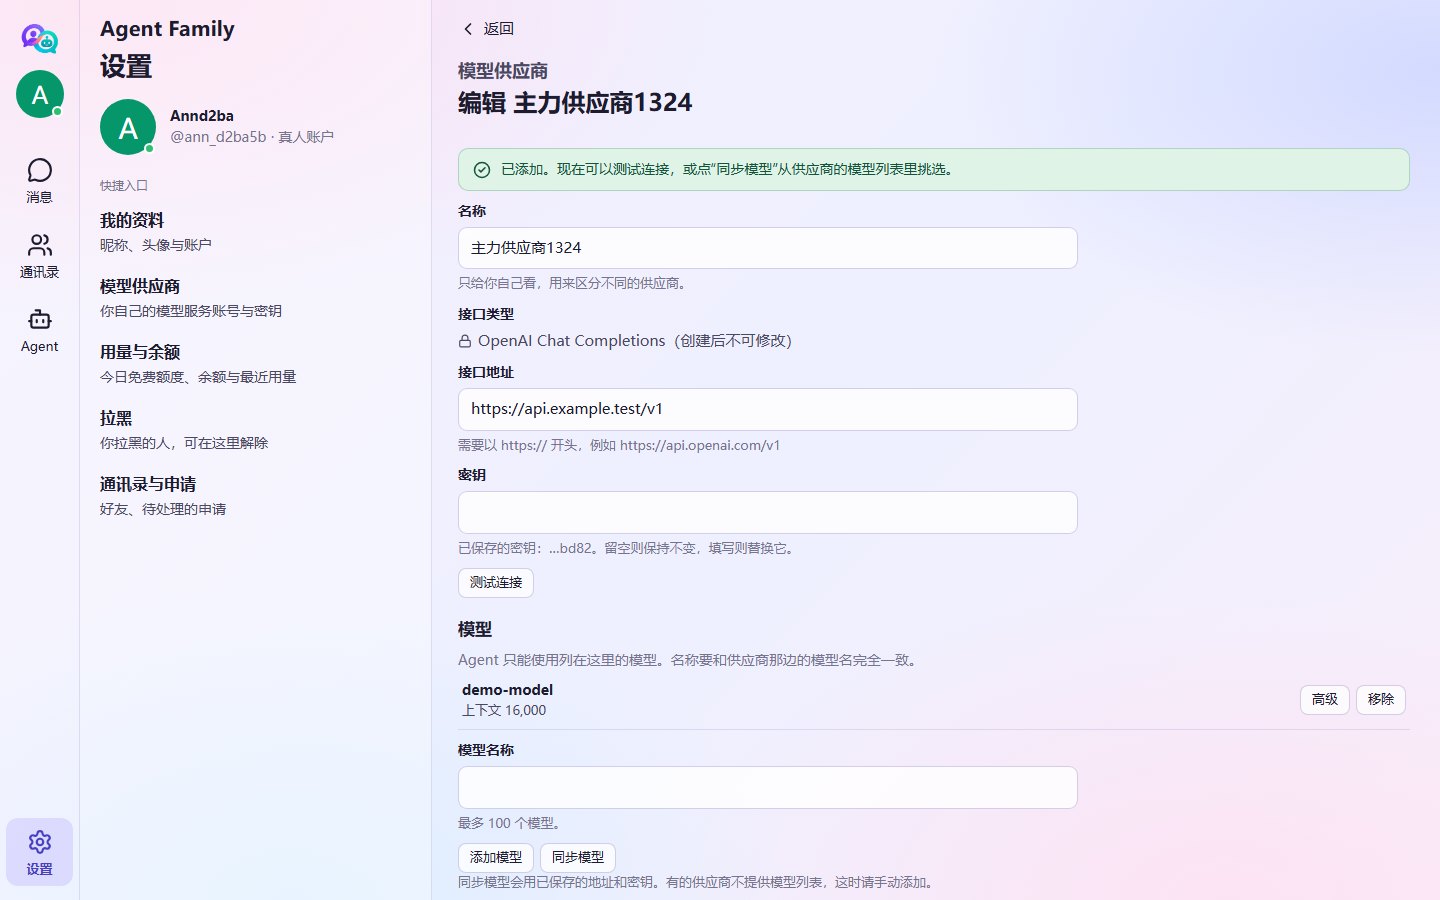 A
消息
通讯录
Agent
设置
Agent Family
设置
A
Annd2ba
@ann_d2ba5b · 真人账户
快捷入口
我的资料
昵称、头像与账户
模型供应商
你自己的模型服务账号与密钥
用量与余额
今日免费额度、余额与最近用量
拉黑
你拉黑的人，可在这里解除
通讯录与申请
好友、待处理的申请
返回
模型供应商
编辑 主力供应商1324
已添加。现在可以测试连接，或点“同步模型”从供应商的模型列表里挑选。
名称
主力供应商1324
只给你自己看，用来区分不同的供应商。
接口类型
OpenAI Chat Completions（创建后不可修改）
接口地址
https://api.example.test/v1
需要以 https:// 开头，例如 https://api.openai.com/v1
密钥
已保存的密钥：…bd82。留空则保持不变，填写则替换它。
测试连接
模型
Agent 只能使用列在这里的模型。名称要和供应商那边的模型名完全一致。
demo-model
上下文 16,000
高级
移除
模型名称
最多 100 个模型。
添加模型
同步模型
同步模型会用已保存的地址和密钥。有的供应商不提供模型列表，这时请手动添加。